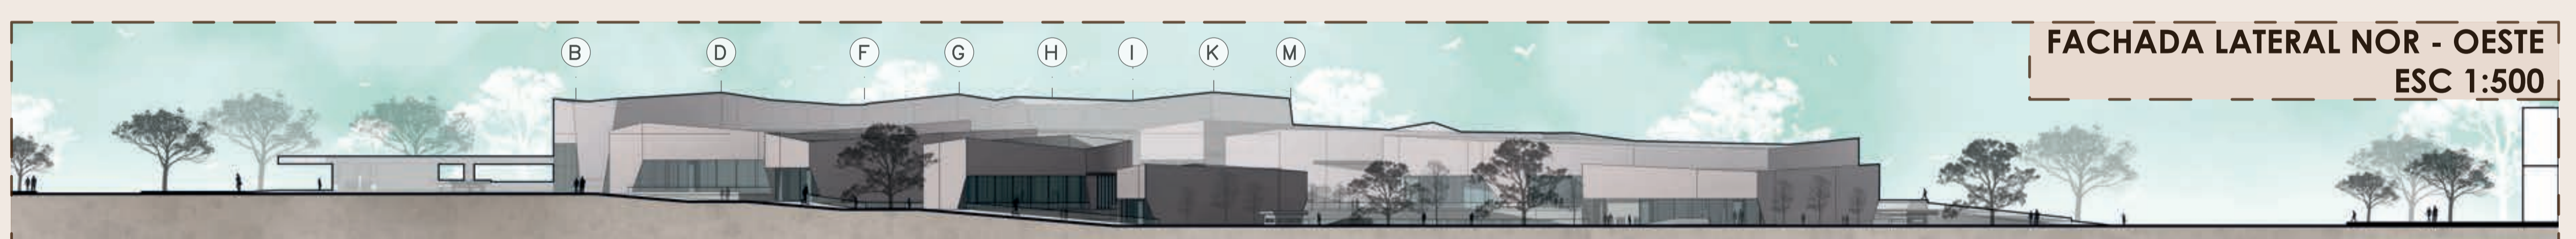 B D F G H I K M
FACHADA LATERAL NOR - OESTE
ESC 1:500